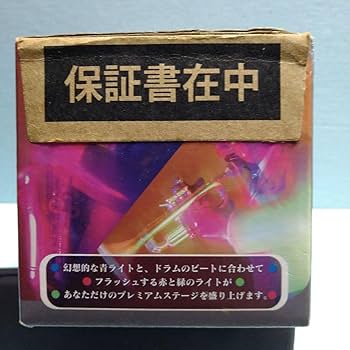 保証書在中
幻想的な青ライトと、ドラムのビートに合わせて
フラッシュする赤と緑のライトが
あなただけのプレミアムステージを盛り上げます。